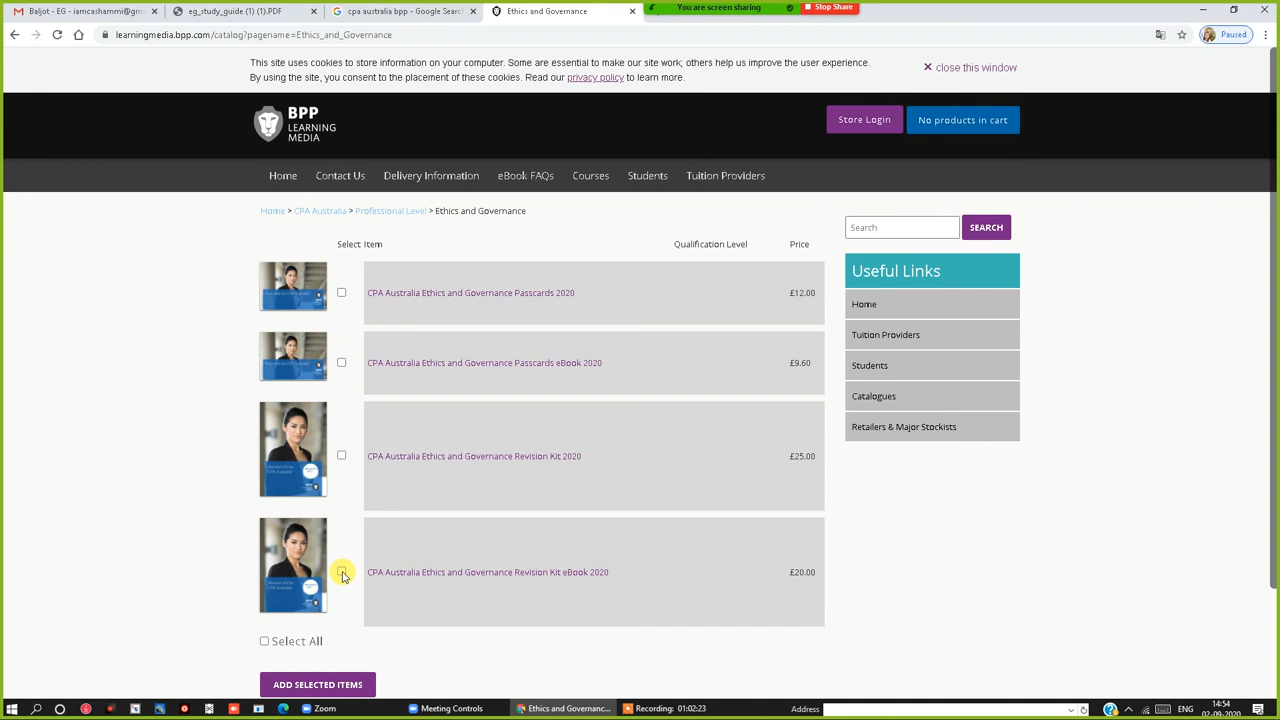 Baljot - EG - iamcashammi@gm
eg_study_guide (1) (1).PDF
cpa australia bpp - Google Searc
Ethics and Governance
You are screen sharing
Stop Share
learningmedia.bpp.com/catalog?pagename=Ethics_and_Governance
Paused
This site uses cookies to store information on your computer. Some are essential to make our site work; others help us improve the user experience.
By using the site, you consent to the placement of these cookies. Read our privacy policy to learn more.
close this window
BPP
LEARNING
MEDIA
Store Login
No products in cart
Home Contact Us Delivery Information eBook FAQs Courses Students Tuition Providers
Home > CPA Australia > Professional Level > Ethics and Governance
Search
SEARCH
Select Item Qualification Level Price
CPA Australia Ethics and Governance Passcards 2020 £12.00
CPA Australia Ethics and Governance Passcards eBook 2020 £9.60
CPA Australia Ethics and Governance Revision Kit 2020 £25.00
CPA Australia Ethics and Governance Revision Kit eBook 2020 £20.00
Select All
ADD SELECTED ITEMS
Useful Links
Home
Tuition Providers
Students
Catalogues
Retailers & Major Stockists
Zoom
Meeting Controls
Ethics and Governanc...
Recording: 01:02:23
Address
ENG
14:54
02-09-2020